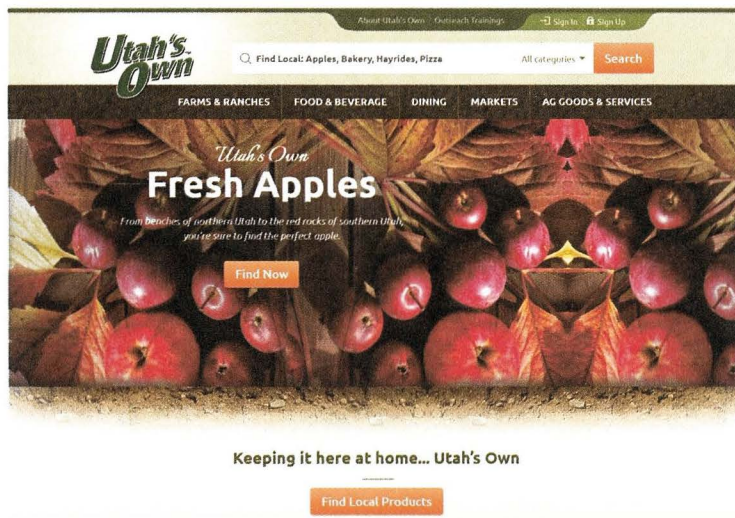 About Utah's Own Outreach Trainings Sign In Sign Up
Utah's
Own
Find Local: Apples, Bakery, Hayrides, Pizza All categories Search
FARMS & RANCHES FOOD & BEVERAGE DINING MARKETS AG GOODS & SERVICES
Utah's Own
Fresh Apples
From benches of northern Utah to the red rocks of southern Utah,
you're sure to find the perfect apple.
Find Now
Keeping it here at home... Utah's Own
Find Local Products